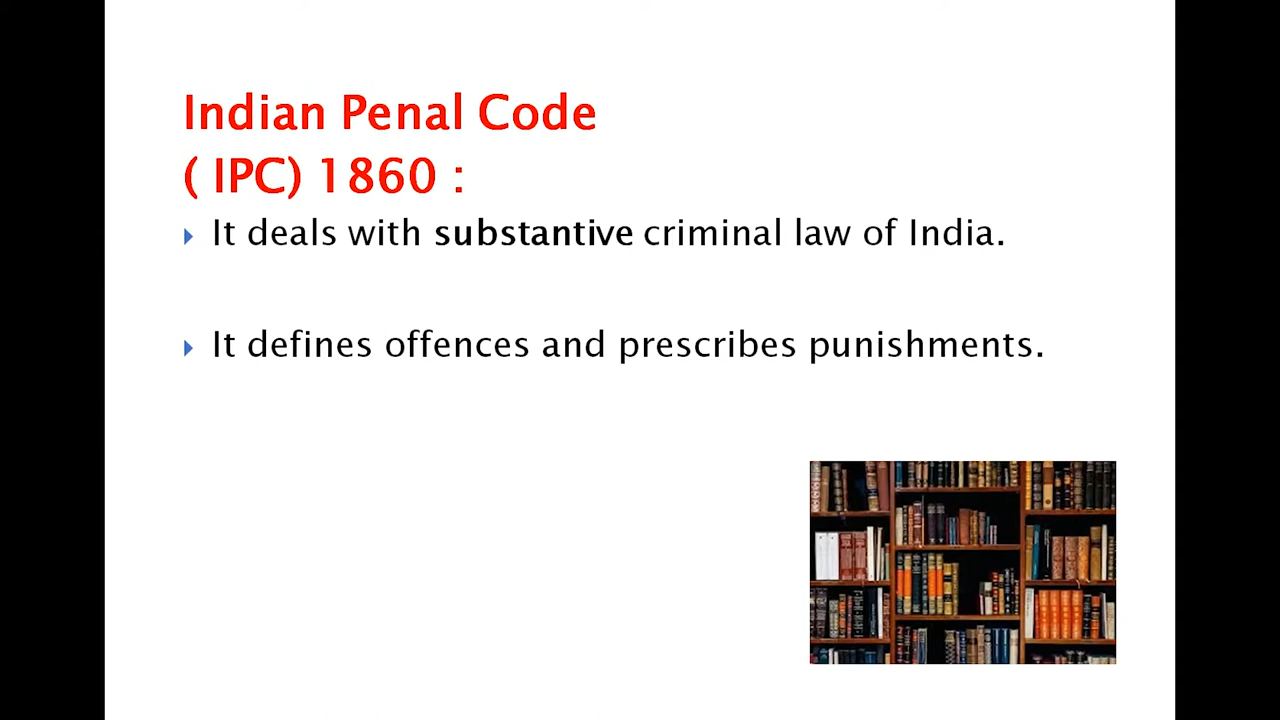 Indian Penal Code
( IPC) 1860 :
It deals with substantive criminal law of India.
It defines offences and prescribes punishments.